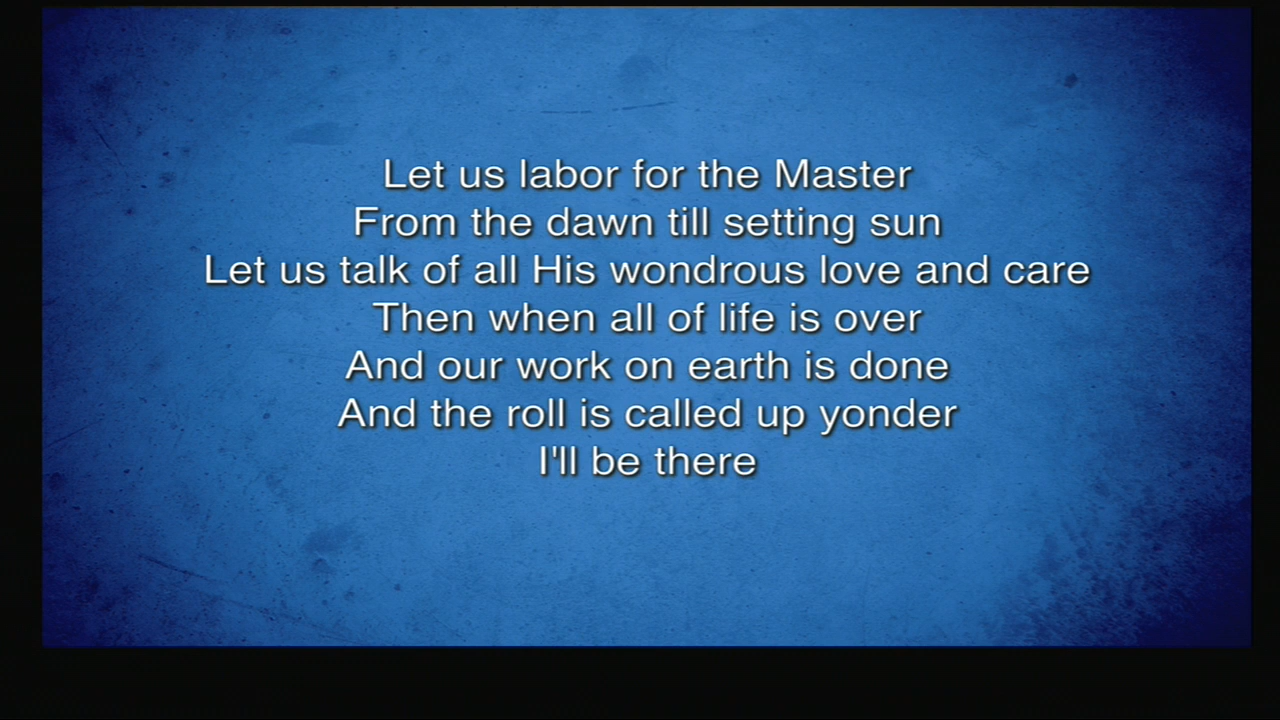 Let us labor for the Master
From the dawn till setting sun
Let us talk of all His wondrous love and care
Then when all of life is over
And our work on earth is done
And the roll is called up yonder
I'll be there